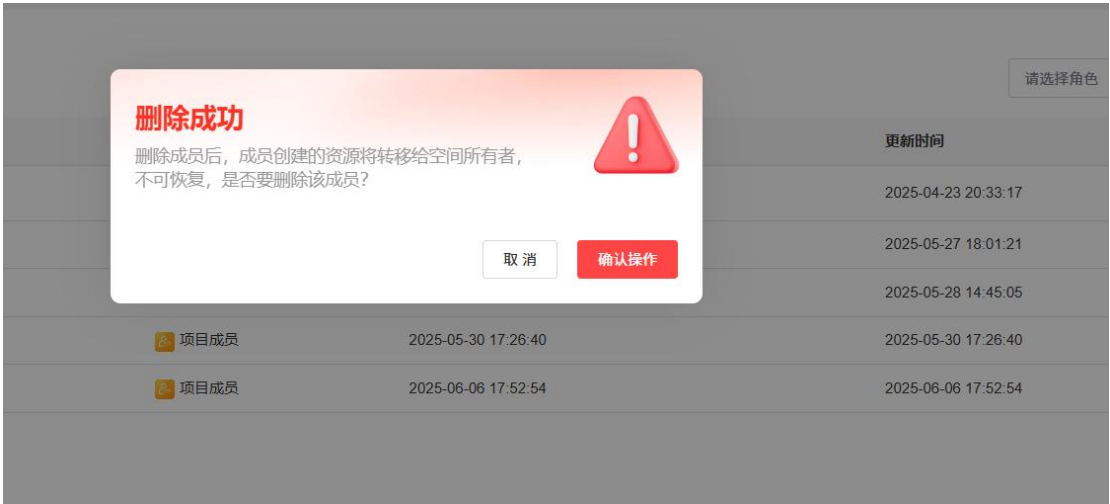 请选择角色
删除成功
删除成员后，成员创建的资源将转移给空间所有者，
不可恢复，是否要删除该成员？
取 消
确认操作
更新时间
2025-04-23 20:33:17
2025-05-27 18:01:21
2025-05-28 14:45:05
项目成员 2025-05-30 17:26:40 2025-05-30 17:26:40
项目成员 2025-06-06 17:52:54 2025-06-06 17:52:54